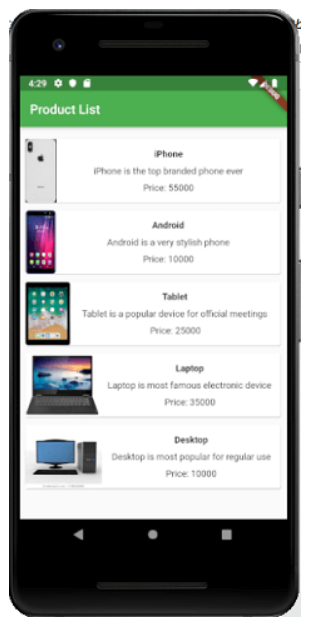 4:29
Product List
iPhone
iPhone is the top branded phone ever
Price: 55000
Android
Android is a very stylish phone
Price: 10000
Tablet
Tablet is a popular device for official meetings
Price: 25000
Laptop
Laptop is most famous electronic device
Price: 35000
Desktop
Desktop is most popular for regular use
Price: 10000